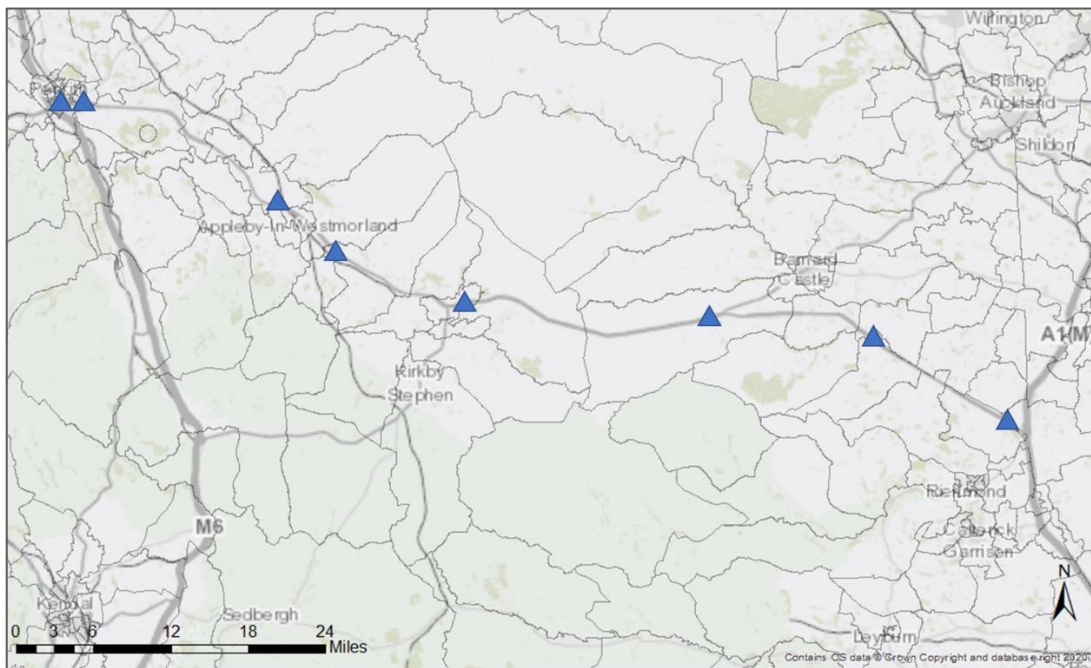 Willington
Bishop
Auckland
Shildon
Penrith
Appleby-in-Westmorland
Barnard
Castle
A1(M)
Kirkby
Stephen
Richmond
M6
Catterick
Garrison
N
Kendal
Sedbergh
Leyburn
0 3 6 12 18 24
Miles
Contains OS data © Crown Copyright and database right 2020